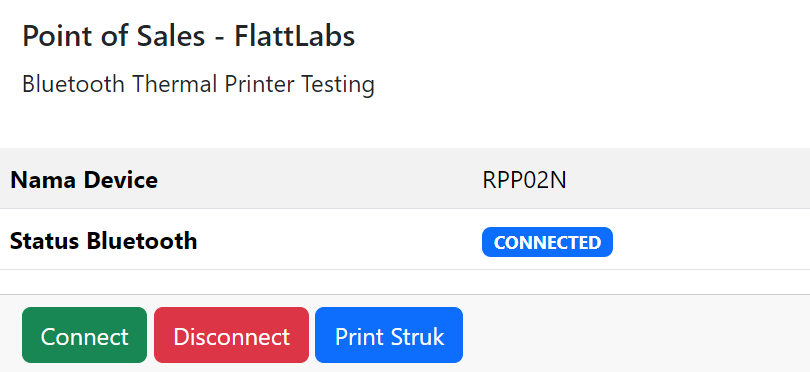 Point of Sales - FlattLabs
Bluetooth Thermal Printer Testing
Nama Device RPP02N
Status Bluetooth CONNECTED
Connect Disconnect Print Struk